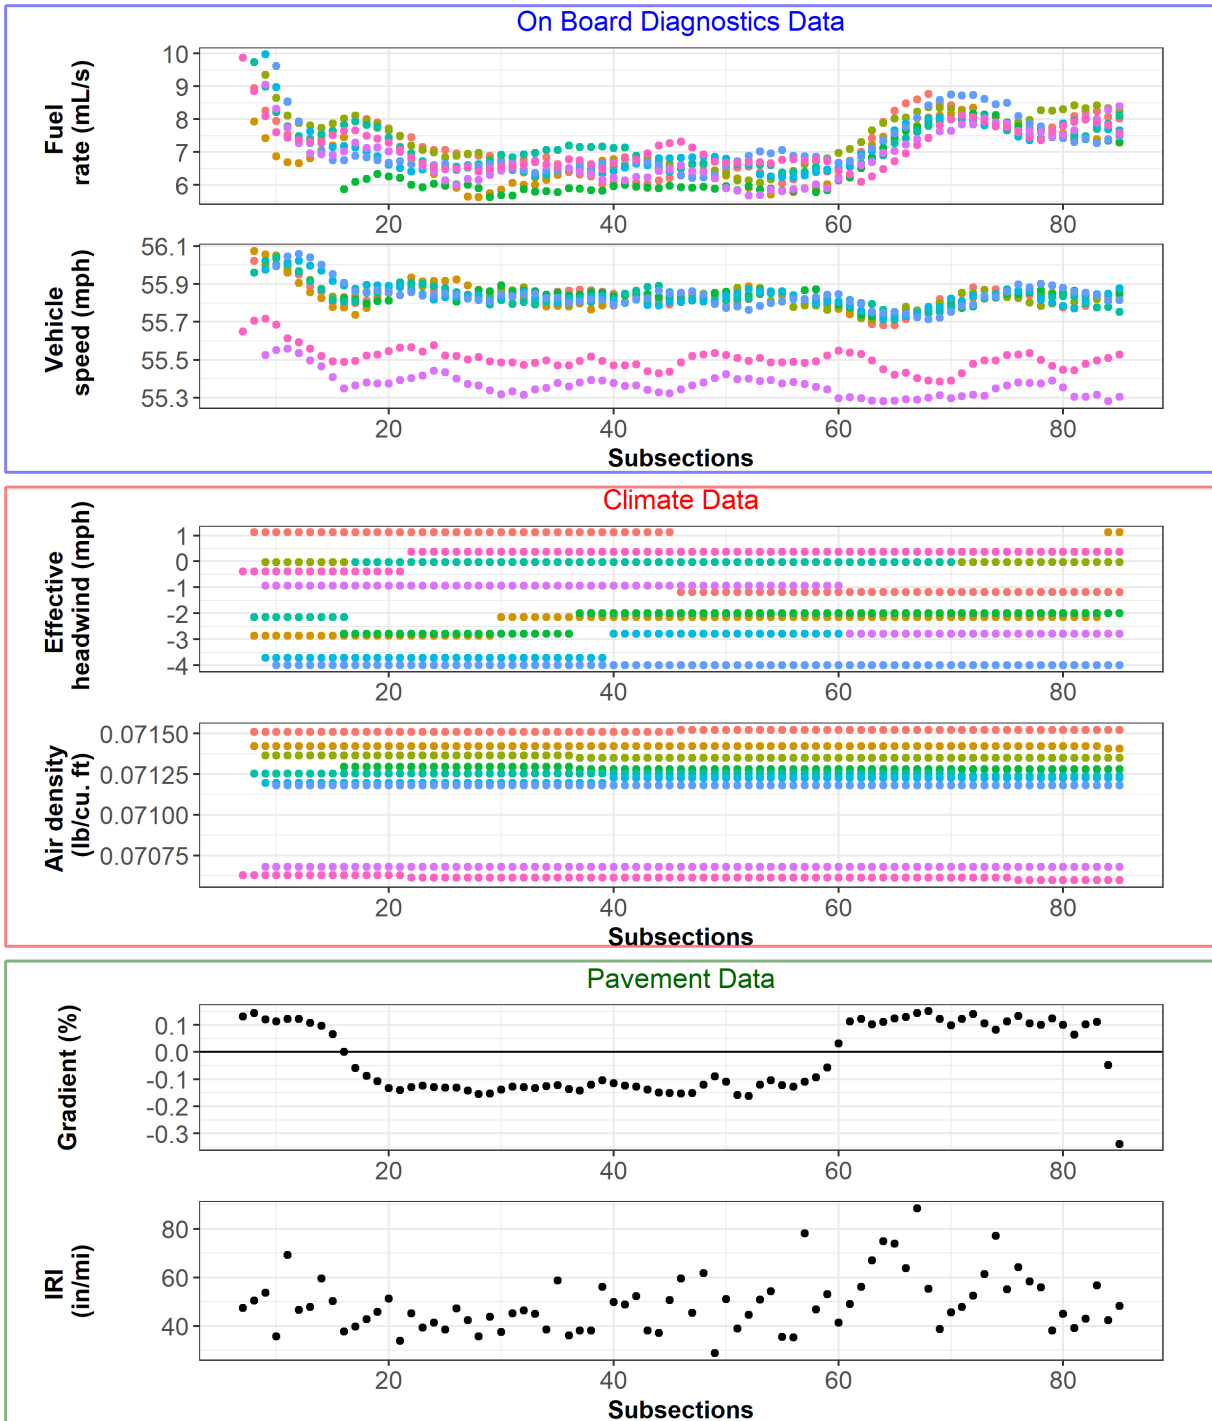 On Board Diagnostics Data
Fuel
rate (mL/s)
10
9
8
7
6
20 40 60 80
Vehicle
speed (mph)
56.1
55.9
55.7
55.5
55.3
20 40 60 80
Subsections
Climate Data
Effective
headwind (mph)
1
0
-1
-2
-3
-4
20 40 60 80
Air density
(lb/cu. ft)
0.07150
0.07125
0.07100
0.07075
20 40 60 80
Subsections
Pavement Data
Gradient (%)
0.1
0.0
-0.1
-0.2
-0.3
20 40 60 80
IRI
(in/mi)
80
60
40
20 40 60 80
Subsections